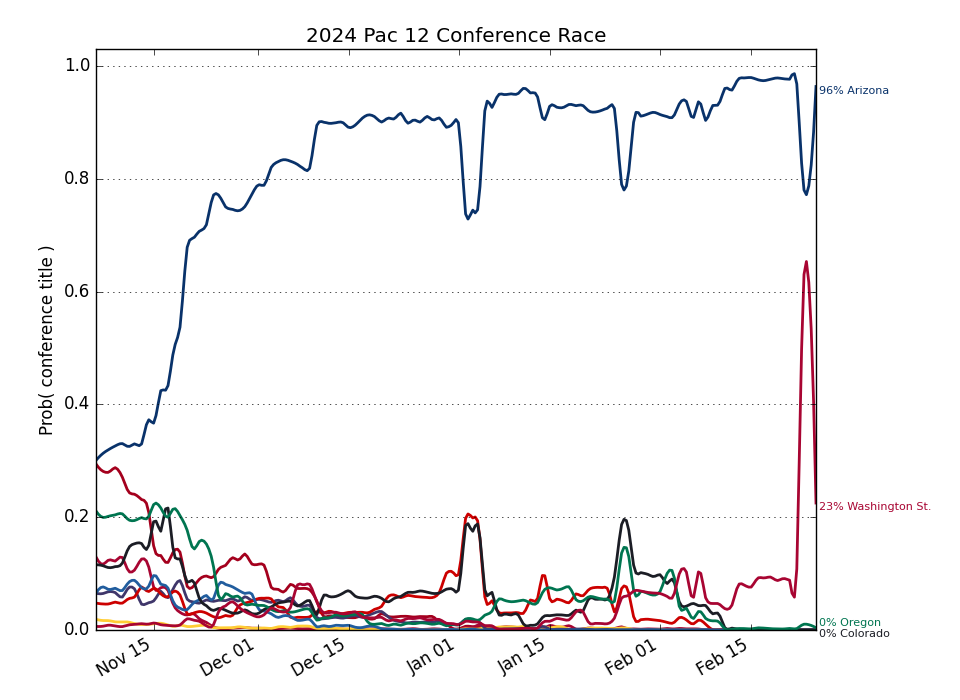 2024 Pac 12 Conference Race
Prob( conference title )
1.0
0.8
0.6
0.4
0.2
0.0
Nov 15
Dec 01
Dec 15
Jan 01
Jan 15
Feb 01
Feb 15
96% Arizona
23% Washington St.
0% Oregon
0% Colorado